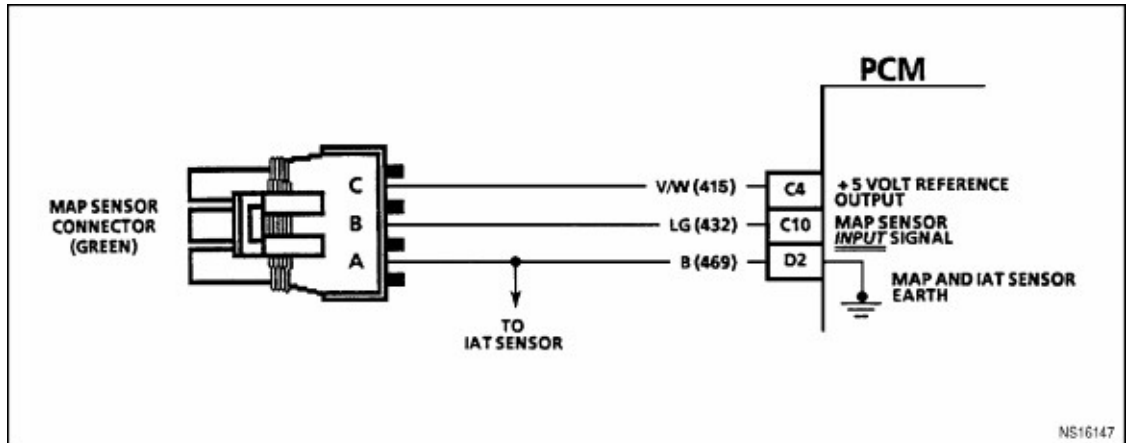 PCM
MAP SENSOR
CONNECTOR
(GREEN)
C
B
A
V/W (415)
LG (432)
B (469)
C4
C10
D2
+ 5 VOLT REFERENCE
OUTPUT
MAP SENSOR
INPUT SIGNAL
MAP AND IAT SENSOR
EARTH
TO
IAT SENSOR
NS16147